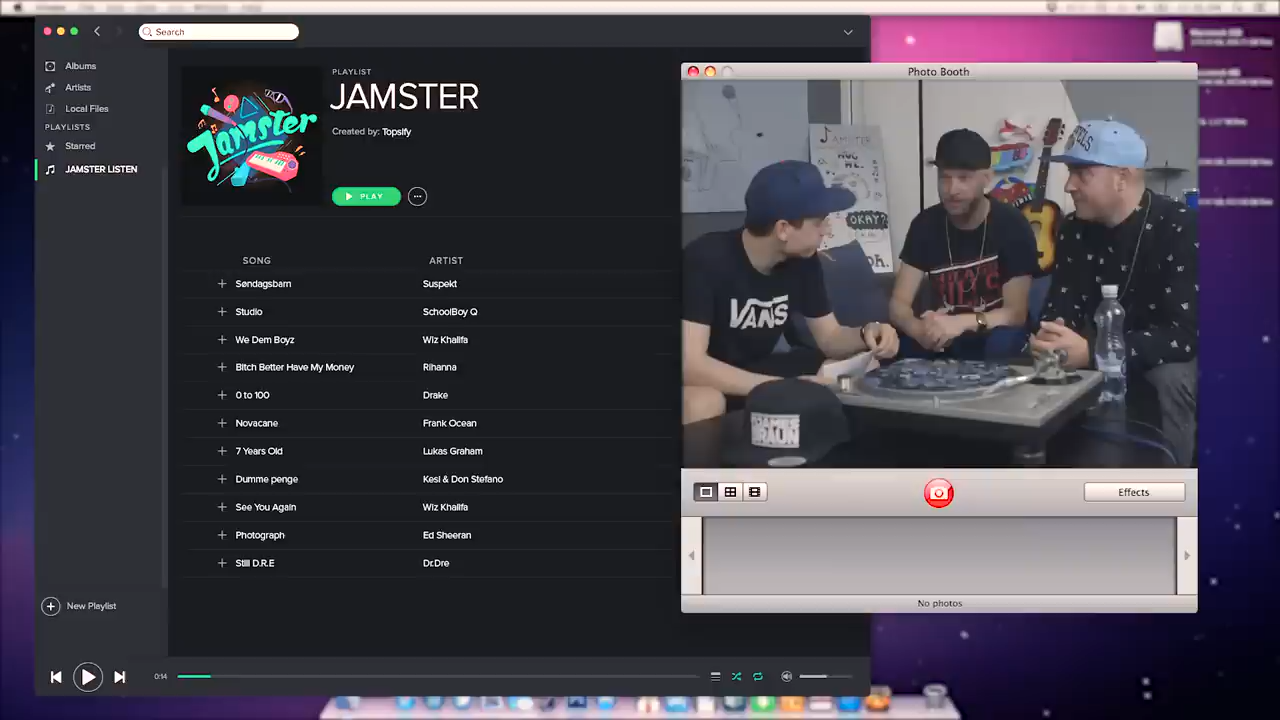 Search
Albums
Artists
Local Files
PLAYLISTS
Starred
JAMSTER LISTEN
New Playlist
Jamster
PLAYLIST
JAMSTER
Created by: Topsify
PLAY
SONG ARTIST
Søndagsbarn Suspekt
Studio SchoolBoy Q
We Dem Boyz Wiz Khalifa
Bitch Better Have My Money Rihanna
0 to 100 Drake
Novacane Frank Ocean
7 Years Old Lukas Graham
Dumme penge Kesi & Don Stefano
See You Again Wiz Khalifa
Photograph Ed Sheeran
Still D.R.E Dr.Dre
0:14
Photo Booth
JAMSTER
OKAY?
oh.
VANS
BRAUN
Effects
No photos